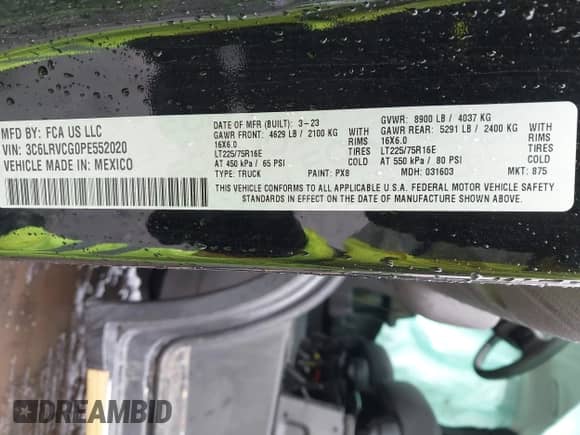 MFD BY: FCA US LLC
VIN: 3C6LRVCG0PE552020
VEHICLE MADE IN: MEXICO
DATE OF MFR (BUILT): 3-23
GAWR FRONT: 4629 LB / 2100 KG
16X6.0 WITH RIMS
LT225/75R16E TIRES
AT 450 kPa / 65 PSI COLD
TYPE: TRUCK PAINT: PX8
GVWR: 8900 LB / 4037 KG
GAWR REAR: 5291 LB / 2400 KG
16X6.0 WITH RIMS
LT225/75R16E TIRES
AT 550 kPa / 80 PSI COLD
MDH: 031603 MKT: 875
THIS VEHICLE CONFORMS TO ALL APPLICABLE U.S.A. FEDERAL MOTOR VEHICLE SAFETY
STANDARDS IN EFFECT ON THE DATE OF MANUFACTURE SHOWN ABOVE.
DREAMBID